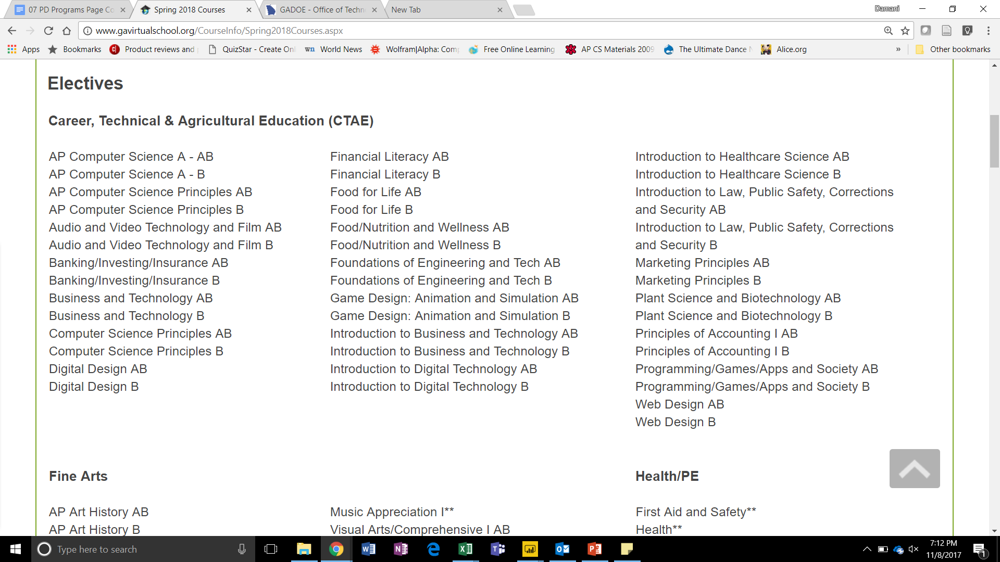 07 PD Programs Page Co
Spring 2018 Courses
GADOE - Office of Techn
New Tab
Damani
www.gavirtualschool.org/CourseInfo/Spring2018Courses.aspx
Apps
Bookmarks
Product reviews and
QuizStar - Create Onl
wn
World News
Wolfram|Alpha: Comp
Free Online Learning
AP CS Materials 2009
The Ultimate Dance
Alice.org
»
Other bookmarks
Electives
Career, Technical & Agricultural Education (CTAE)
AP Computer Science A - AB
AP Computer Science A - B
AP Computer Science Principles AB
AP Computer Science Principles B
Audio and Video Technology and Film AB
Audio and Video Technology and Film B
Banking/Investing/Insurance AB
Banking/Investing/Insurance B
Business and Technology AB
Business and Technology B
Computer Science Principles AB
Computer Science Principles B
Digital Design AB
Digital Design B
Financial Literacy AB
Financial Literacy B
Food for Life AB
Food for Life B
Food/Nutrition and Wellness AB
Food/Nutrition and Wellness B
Foundations of Engineering and Tech AB
Foundations of Engineering and Tech B
Game Design: Animation and Simulation AB
Game Design: Animation and Simulation B
Introduction to Business and Technology AB
Introduction to Business and Technology B
Introduction to Digital Technology AB
Introduction to Digital Technology B
Introduction to Healthcare Science AB
Introduction to Healthcare Science B
Introduction to Law, Public Safety, Corrections
and Security AB
Introduction to Law, Public Safety, Corrections
and Security B
Marketing Principles AB
Marketing Principles B
Plant Science and Biotechnology AB
Plant Science and Biotechnology B
Principles of Accounting I AB
Principles of Accounting I B
Programming/Games/Apps and Society AB
Programming/Games/Apps and Society B
Web Design AB
Web Design B
Fine Arts
AP Art History AB
AP Art History B
Music Appreciation I**
Visual Arts/Comprehensive I AB
Health/PE
First Aid and Safety**
Health**
Type here to search
7:12 PM
11/8/2017
1